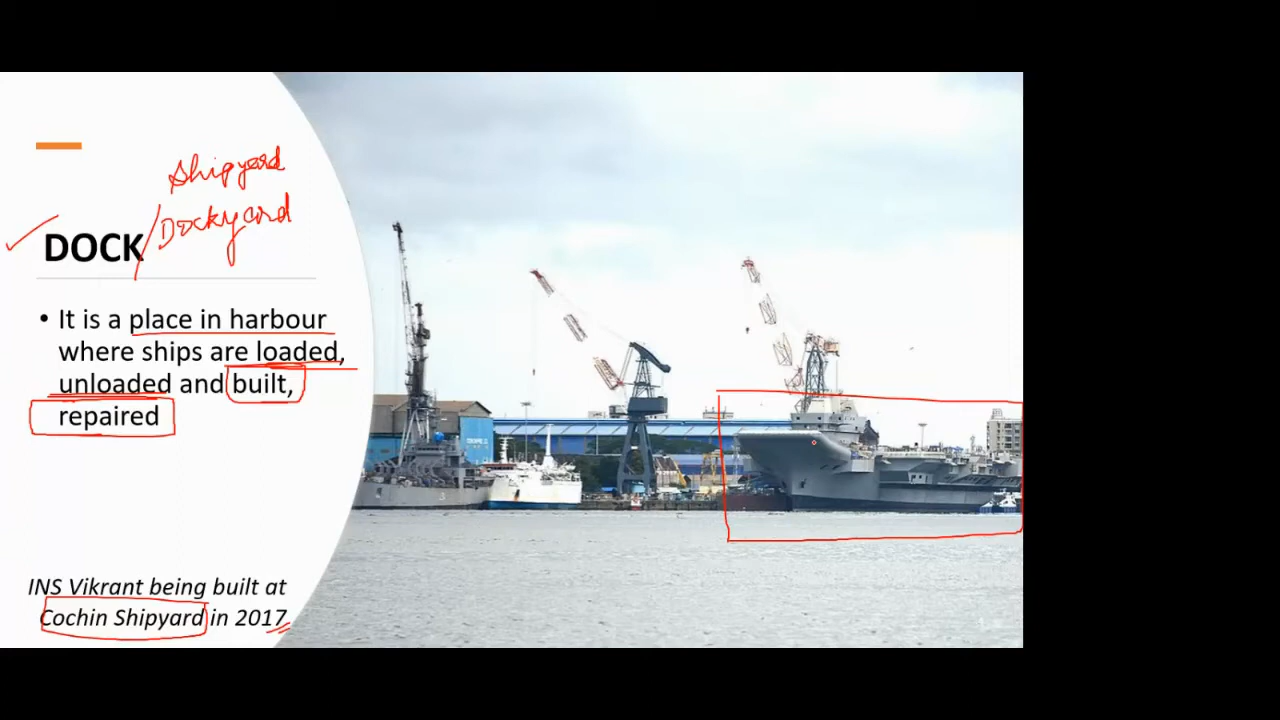 Shipyard
DOCK / Dockyard
• It is a place in harbour
where ships are loaded,
unloaded and built,
repaired
INS Vikrant being built at
Cochin Shipyard in 2017